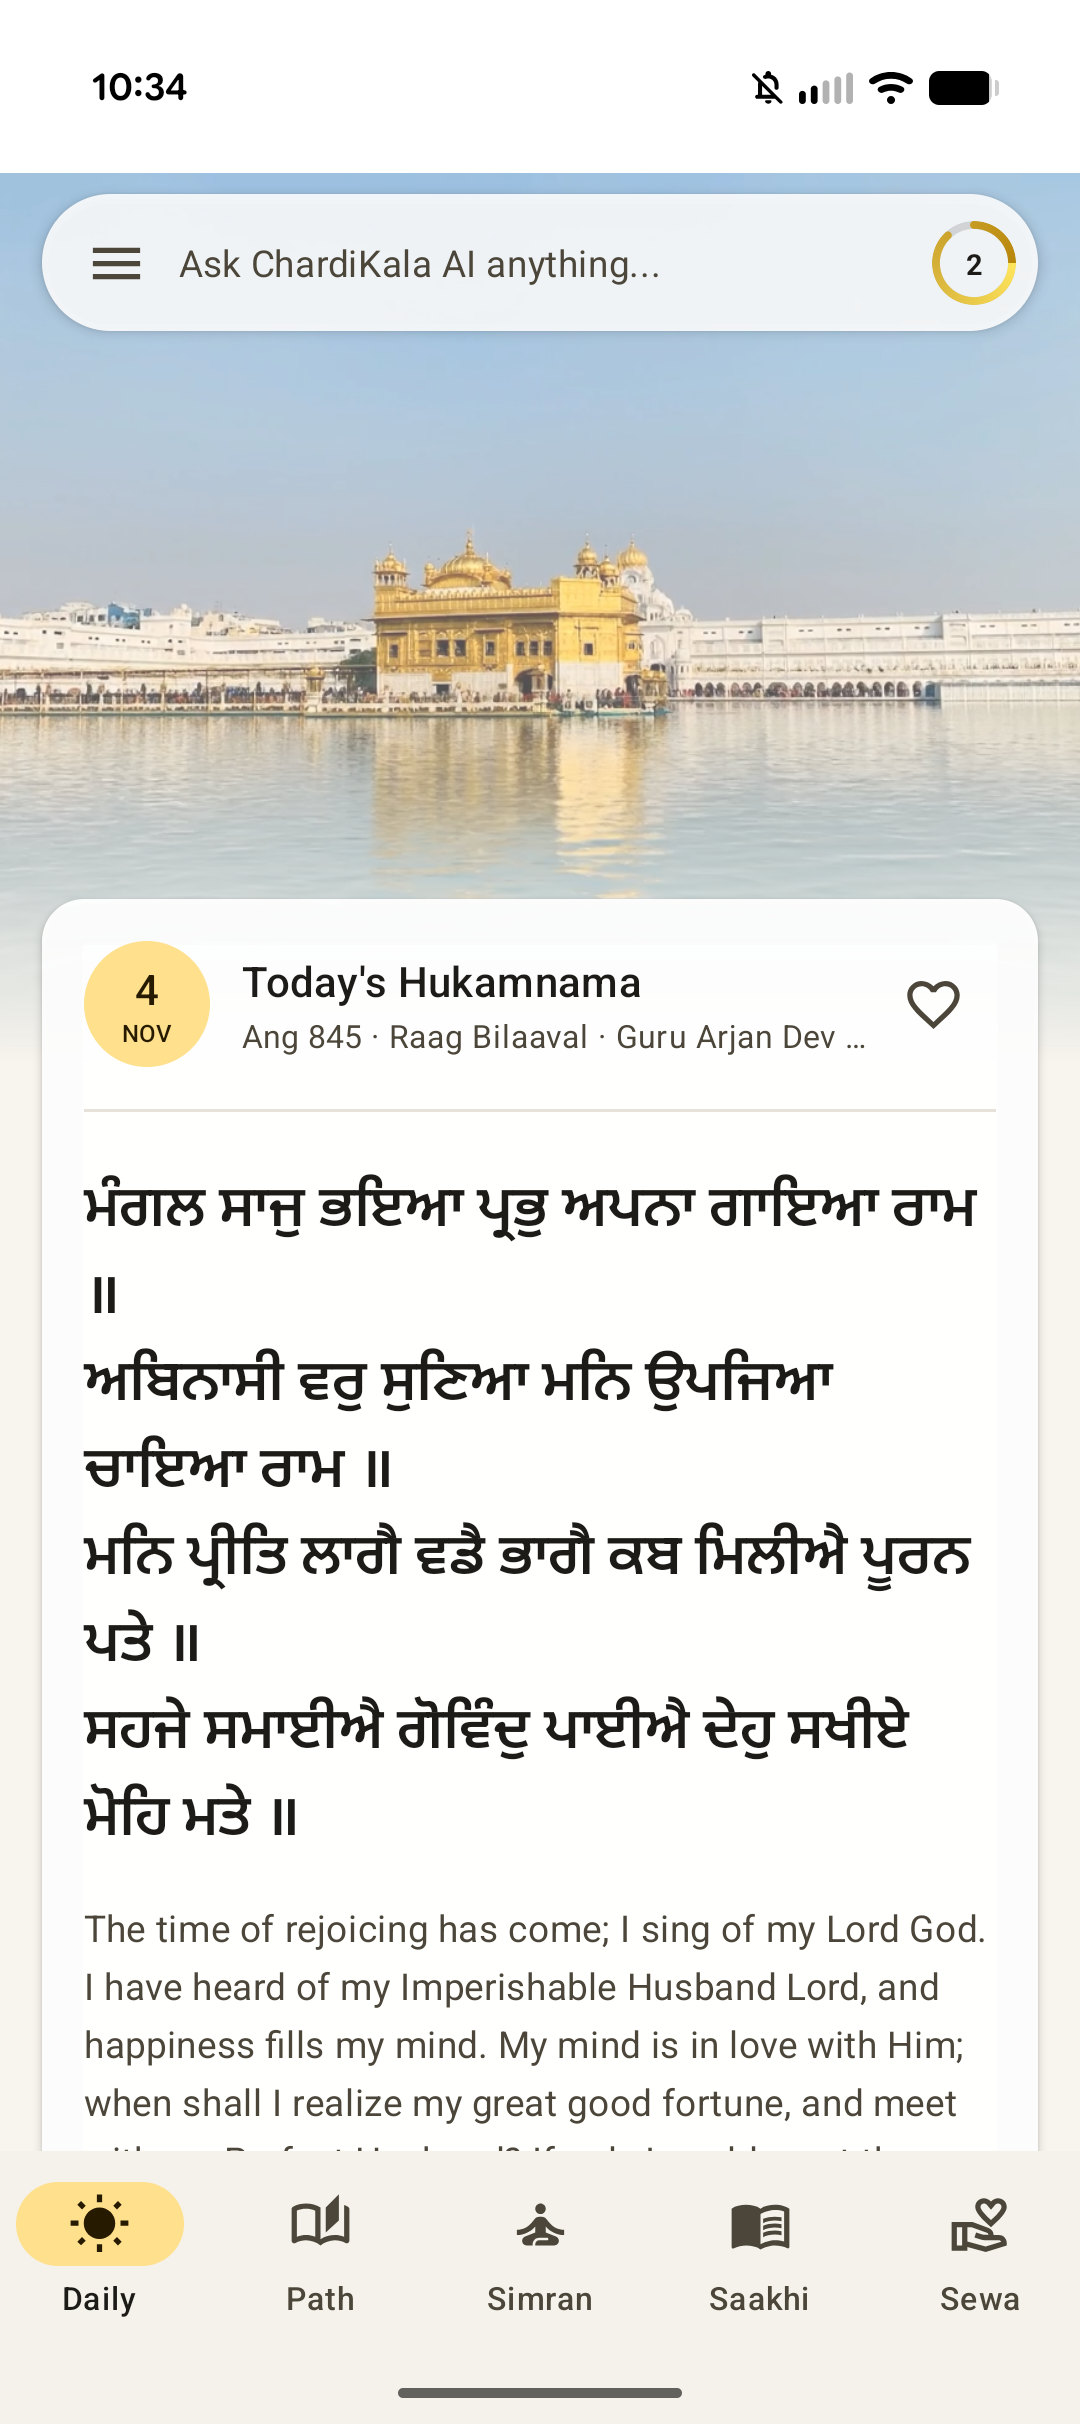 10:34
Ask ChardiKala AI anything...
2
4
NOV
Today's Hukamnama
Ang 845 · Raag Bilaaval · Guru Arjan Dev ...
ਮੰਗਲ ਸਾਜੁ ਭਇਆ ਪ੍ਰਭੁ ਅਪਨਾ ਗਾਇਆ ਰਾਮ
॥
ਅਬਿਨਾਸੀ ਵਰੁ ਸੁਣਿਆ ਮਨਿ ਉਪਜਿਆ
ਚਾਇਆ ਰਾਮ ॥
ਮਨਿ ਪ੍ਰੀਤਿ ਲਾਗੈ ਵਡੈ ਭਾਗੈ ਕਬ ਮਿਲੀਐ ਪੂਰਨ
ਪਤੇ ॥
ਸਹਜੇ ਸਮਾਈਐ ਗੋਵਿੰਦੁ ਪਾਈਐ ਦੇਹੁ ਸਖੀਏ
ਮੋਹਿ ਮਤੇ ॥
The time of rejoicing has come; I sing of my Lord God.
I have heard of my Imperishable Husband Lord, and
happiness fills my mind. My mind is in love with Him;
when shall I realize my great good fortune, and meet
Daily
Path
Simran
Saakhi
Sewa